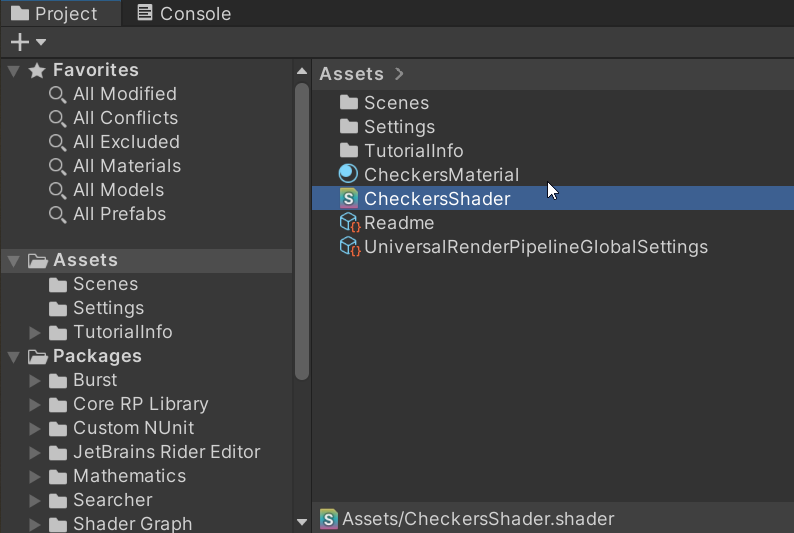 Project
Console
Favorites
All Modified
All Conflicts
All Excluded
All Materials
All Models
All Prefabs
Assets
Scenes
Settings
TutorialInfo
Packages
Burst
Core RP Library
Custom NUnit
JetBrains Rider Editor
Mathematics
Searcher
Shader Graph
Assets
Scenes
Settings
TutorialInfo
CheckersMaterial
CheckersShader
Readme
UniversalRenderPipelineGlobalSettings
Assets/CheckersShader.shader